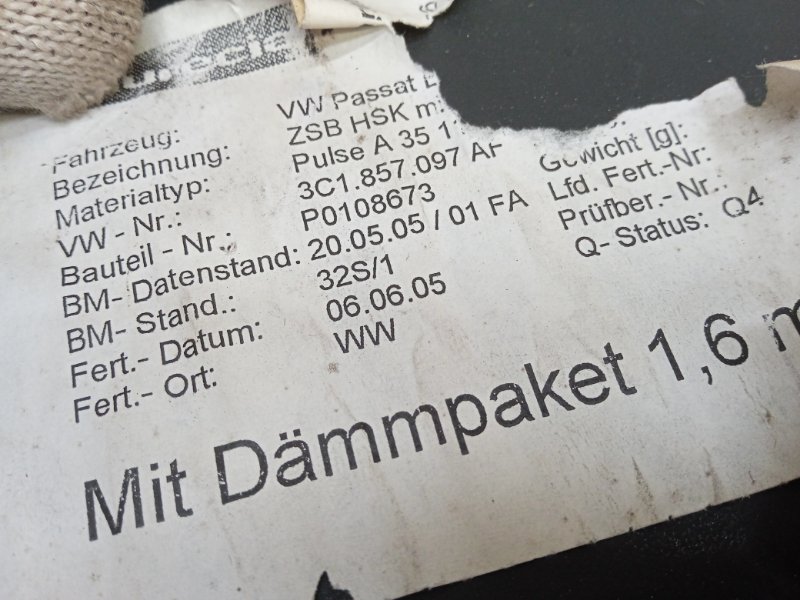 Fahrzeug: VW Passat
Bezeichnung: ZSB HSK
Materialtyp: Pulse A 35
VW - Nr.: 3C1.857.097 AF
Bauteil - Nr.: P0108673
BM- Datenstand: 20.05.05 / 01 FA
BM- Stand.: 32S/1
Fert.- Datum: 06.06.05
Fert.- Ort: WW
Gewicht [g]:
Lfd. Fert.-Nr:
Prüfber.- Nr.:
Q- Status: Q4
Mit Dämmpaket 1,6